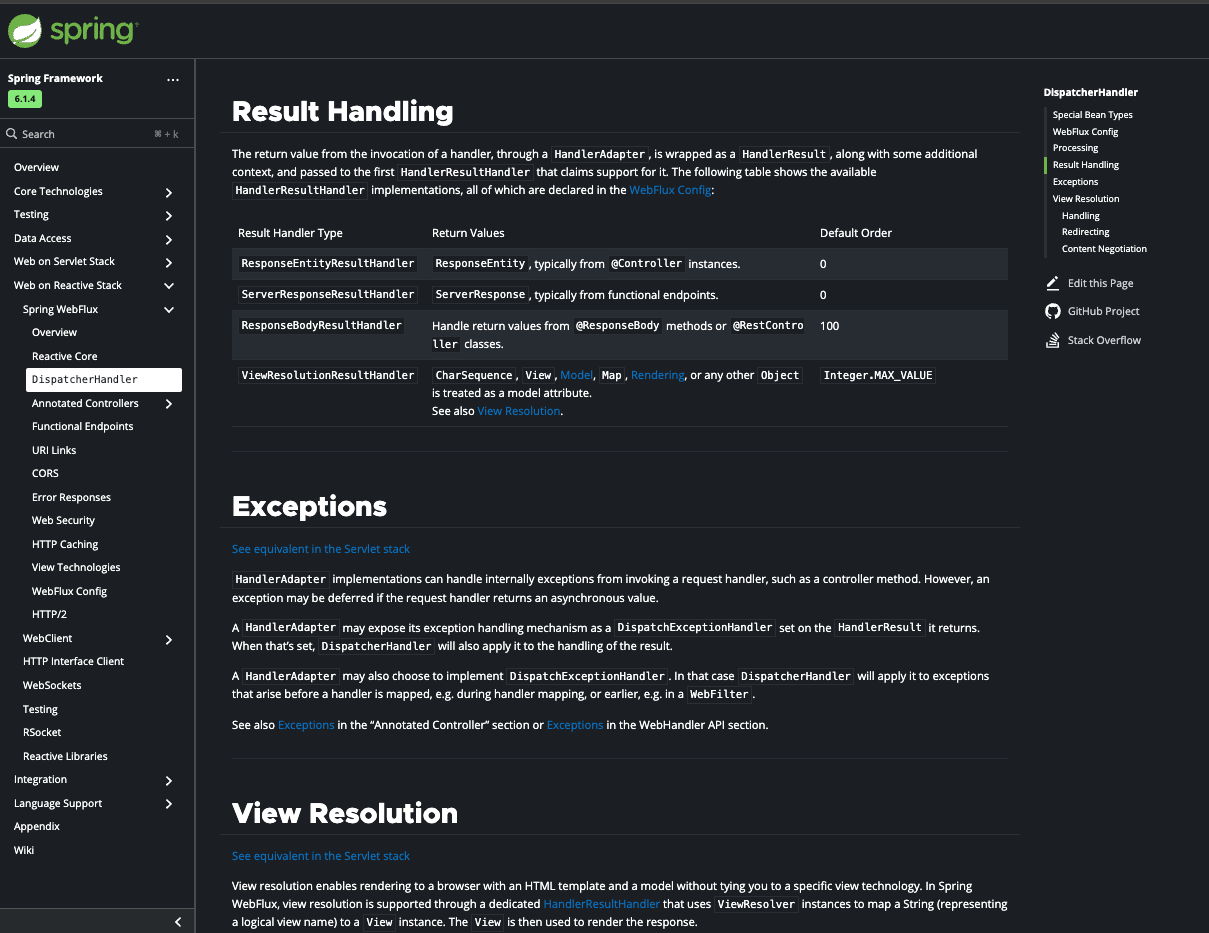 spring
Spring Framework
6.1.4
Search ⌘ + k
Overview
Core Technologies
Testing
Data Access
Web on Servlet Stack
Web on Reactive Stack
Spring WebFlux
Overview
Reactive Core
DispatcherHandler
Annotated Controllers
Functional Endpoints
URI Links
CORS
Error Responses
Web Security
HTTP Caching
View Technologies
WebFlux Config
HTTP/2
WebClient
HTTP Interface Client
WebSockets
Testing
RSocket
Reactive Libraries
Integration
Language Support
Appendix
Wiki
Result Handling
The return value from the invocation of a handler, through a HandlerAdapter, is wrapped as a HandlerResult, along with some additional
context, and passed to the first HandlerResultHandler that claims support for it. The following table shows the available
HandlerResultHandler implementations, all of which are declared in the WebFlux Config:
Result Handler Type Return Values Default Order
ResponseEntityResultHandler ResponseEntity, typically from @Controller instances. 0
ServerResponseResultHandler ServerResponse, typically from functional endpoints. 0
ResponseBodyResultHandler Handle return values from @ResponseBody methods or @RestContro 100
ller classes.
ViewResolutionResultHandler CharSequence, View, Model, Map, Rendering, or any other Object Integer.MAX_VALUE
is treated as a model attribute.
See also View Resolution.
Exceptions
See equivalent in the Servlet stack
HandlerAdapter implementations can handle internally exceptions from invoking a request handler, such as a controller method. However, an
exception may be deferred if the request handler returns an asynchronous value.
A HandlerAdapter may expose its exception handling mechanism as a DispatchExceptionHandler set on the HandlerResult it returns.
When that's set, DispatcherHandler will also apply it to the handling of the result.
A HandlerAdapter may also choose to implement DispatchExceptionHandler. In that case DispatcherHandler will apply it to exceptions
that arise before a handler is mapped, e.g. during handler mapping, or earlier, e.g. in a WebFilter.
See also Exceptions in the “Annotated Controller” section or Exceptions in the WebHandler API section.
View Resolution
See equivalent in the Servlet stack
View resolution enables rendering to a browser with an HTML template and a model without tying you to a specific view technology. In Spring
WebFlux, view resolution is supported through a dedicated HandlerResultHandler that uses ViewResolver instances to map a String (representing
a logical view name) to a View instance. The View is then used to render the response.
DispatcherHandler
Special Bean Types
WebFlux Config
Processing
Result Handling
Exceptions
View Resolution
Handling
Redirecting
Content Negotiation
Edit this Page
GitHub Project
Stack Overflow